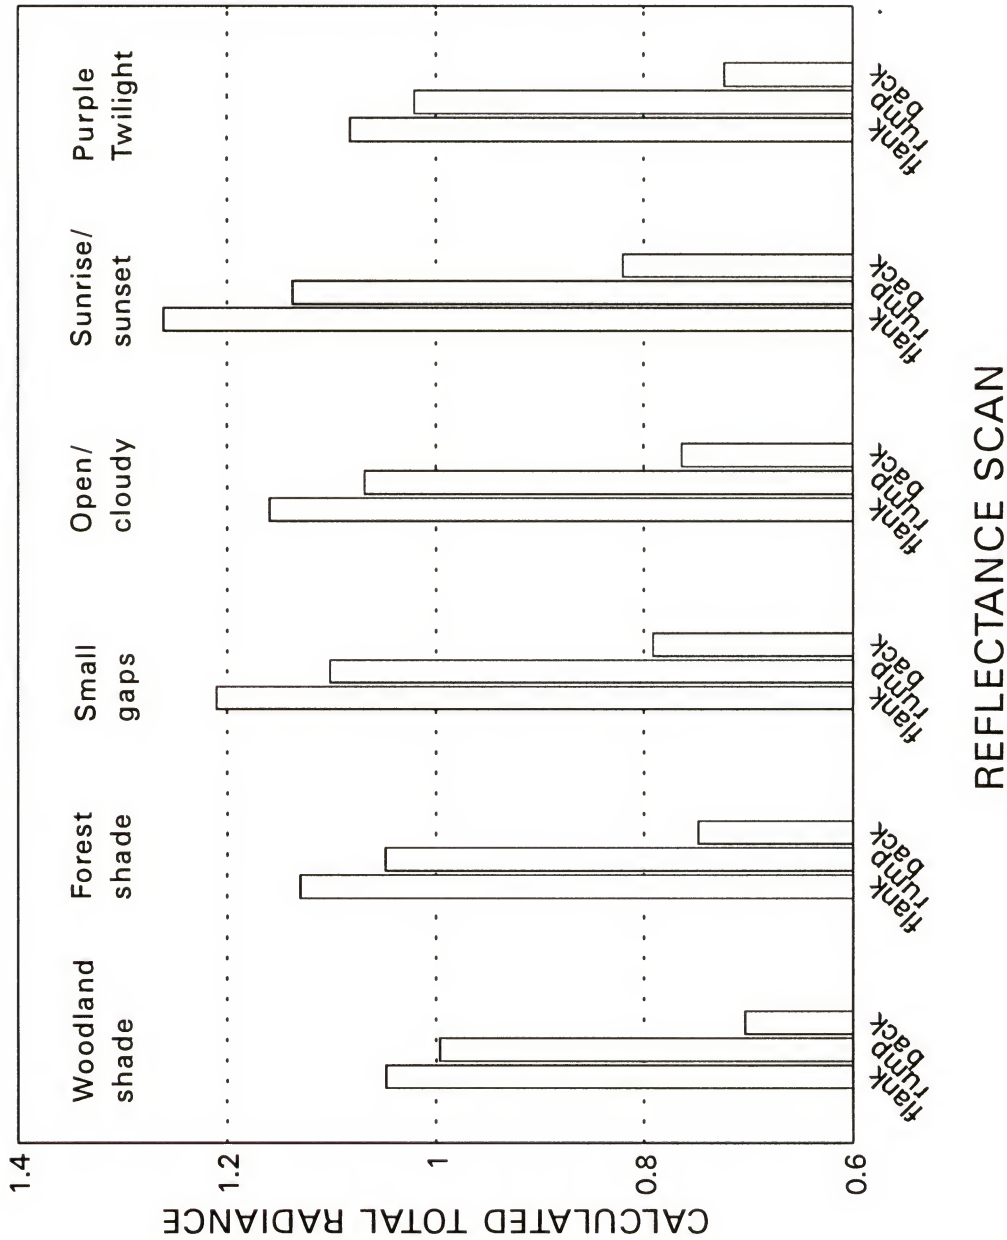 CALCULATED TOTAL RADIANCE
1.4
1.2
1
0.8
0.6
Woodland
shade
Forest
shade
Small
gaps
Open/
cloudy
Sunrise/
sunset
Purple
Twilight
flank
rump
back
flank
rump
back
flank
rump
back
flank
rump
back
flank
rump
back
flank
rump
back
REFLECTANCE SCAN